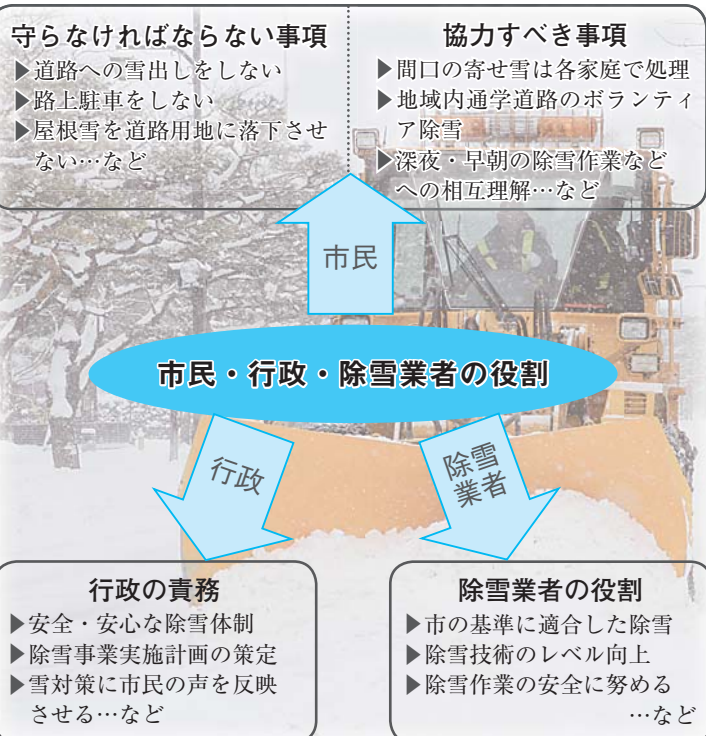 守らなければならない事項
▶道路への雪出しをしない
▶路上駐車をしない
▶屋根雪を道路用地に落下させ
ない…など
協力すべき事項
▶間口の寄せ雪は各家庭で処理
▶地域内通学道路のボランティ
ア除雪
▶深夜・早朝の除雪作業など
への相互理解…など
市民
市民・行政・除雪業者の役割
行政
除雪
業者
行政の責務
▶安全・安心な除雪体制
▶除雪事業実施計画の策定
▶雪対策に市民の声を反映
させる…など
除雪業者の役割
▶市の基準に適合した除雪
▶除雪技術のレベル向上
▶除雪作業の安全に努める
…など